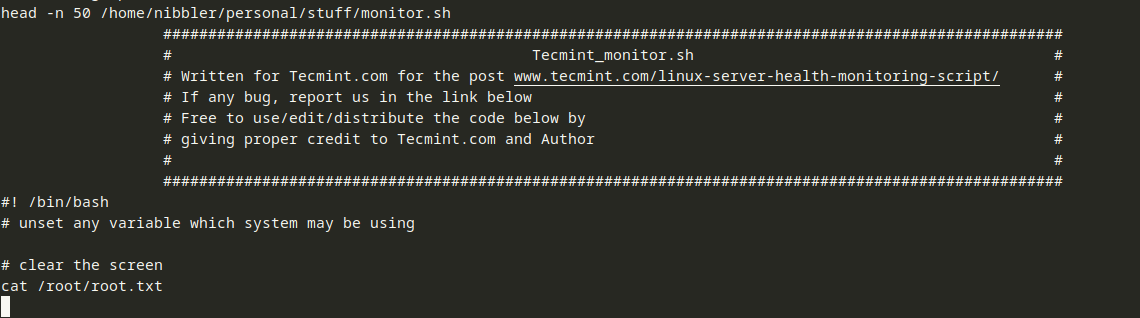 head -n 50 /home/nibbler/personal/stuff/monitor.sh
####################################################################################################
# Tecmint_monitor.sh #
# Written for Tecmint.com for the post www.tecmint.com/linux-server-health-monitoring-script/ #
# If any bug, report us in the link below #
# Free to use/edit/distribute the code below by #
# giving proper credit to Tecmint.com and Author #
# #
####################################################################################################
#! /bin/bash
# unset any variable which system may be using
# clear the screen
cat /root/root.txt